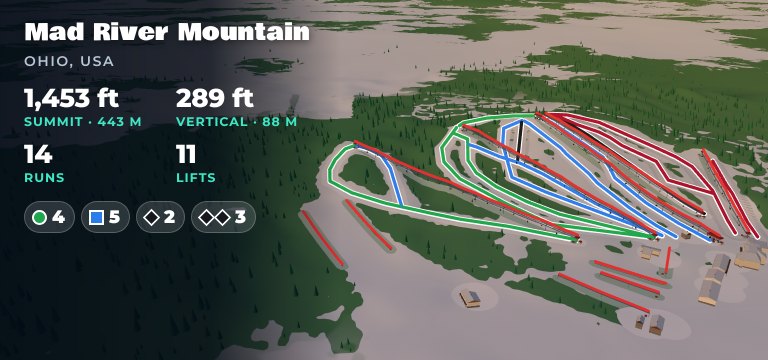 Mad River Mountain
OHIO, USA
1,453 ft 289 ft
SUMMIT · 443 M VERTICAL · 88 M
14 11
RUNS LIFTS
4 5 2 3